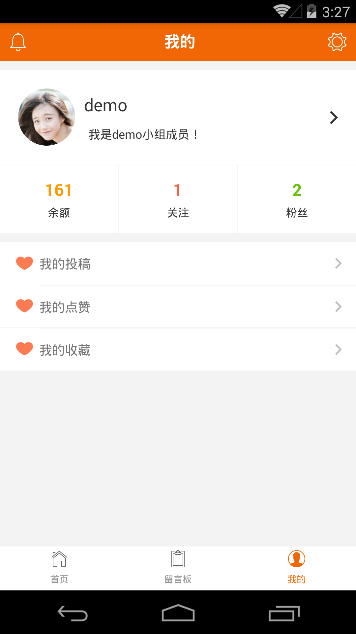 3:27
我的
demo
我是demo小组成员！
161
1
2
余额
关注
粉丝
我的投稿
我的点赞
我的收藏
首页
留言板
我的